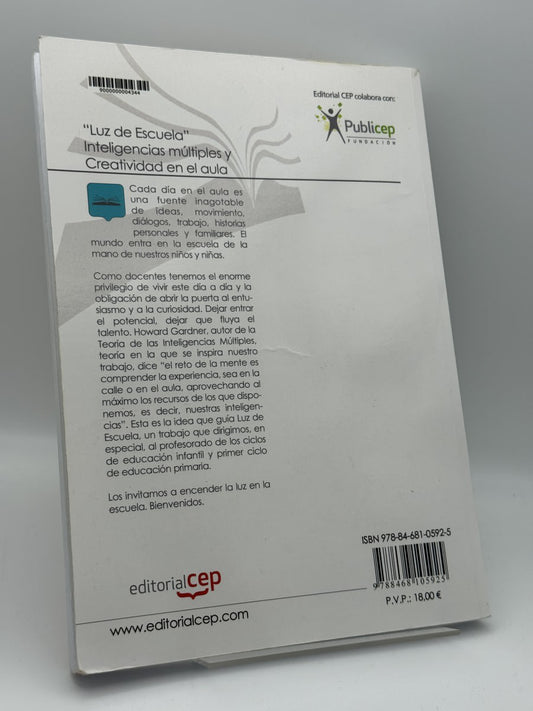 9000000004344
Editorial CEP colabora con:
Publicep
FUNDACIÓN
"Luz de Escuela"
Inteligencias múltiples y
Creatividad en el aula
Cada día en el aula es
una fuente inagotable
de ideas, movimiento,
diálogos, trabajo, historias
personales y familiares. El
mundo entra en la escuela de la
mano de nuestros niños y niñas.
Como docentes tenemos el enorme
privilegio de vivir este día a día y la
obligación de abrir la puerta al entu-
siasmo y a la curiosidad. Dejar entrar
el potencial, dejar que fluya el
talento. Howard Gardner, autor de la
Teoría de las Inteligencias Múltiples,
teoría en la que se inspira nuestro
trabajo, dice "el reto de la mente es
comprender la experiencia, sea en la
calle o en el aula, aprovechando al
máximo los recursos de los que dispo-
nemos, es decir, nuestras inteligen-
cias". Esta es la idea que guía Luz de
Escuela, un trabajo que dirigimos, en
especial, al profesorado de los ciclos
de educación infantil y primer ciclo
de educación primaria.
Los invitamos a encender la luz en la
escuela. Bienvenidos.
ISBN 978-84-681-0592-5
9 788468 105925
P.V.P.: 18,00 €
editorialcep
www.editorialcep.com